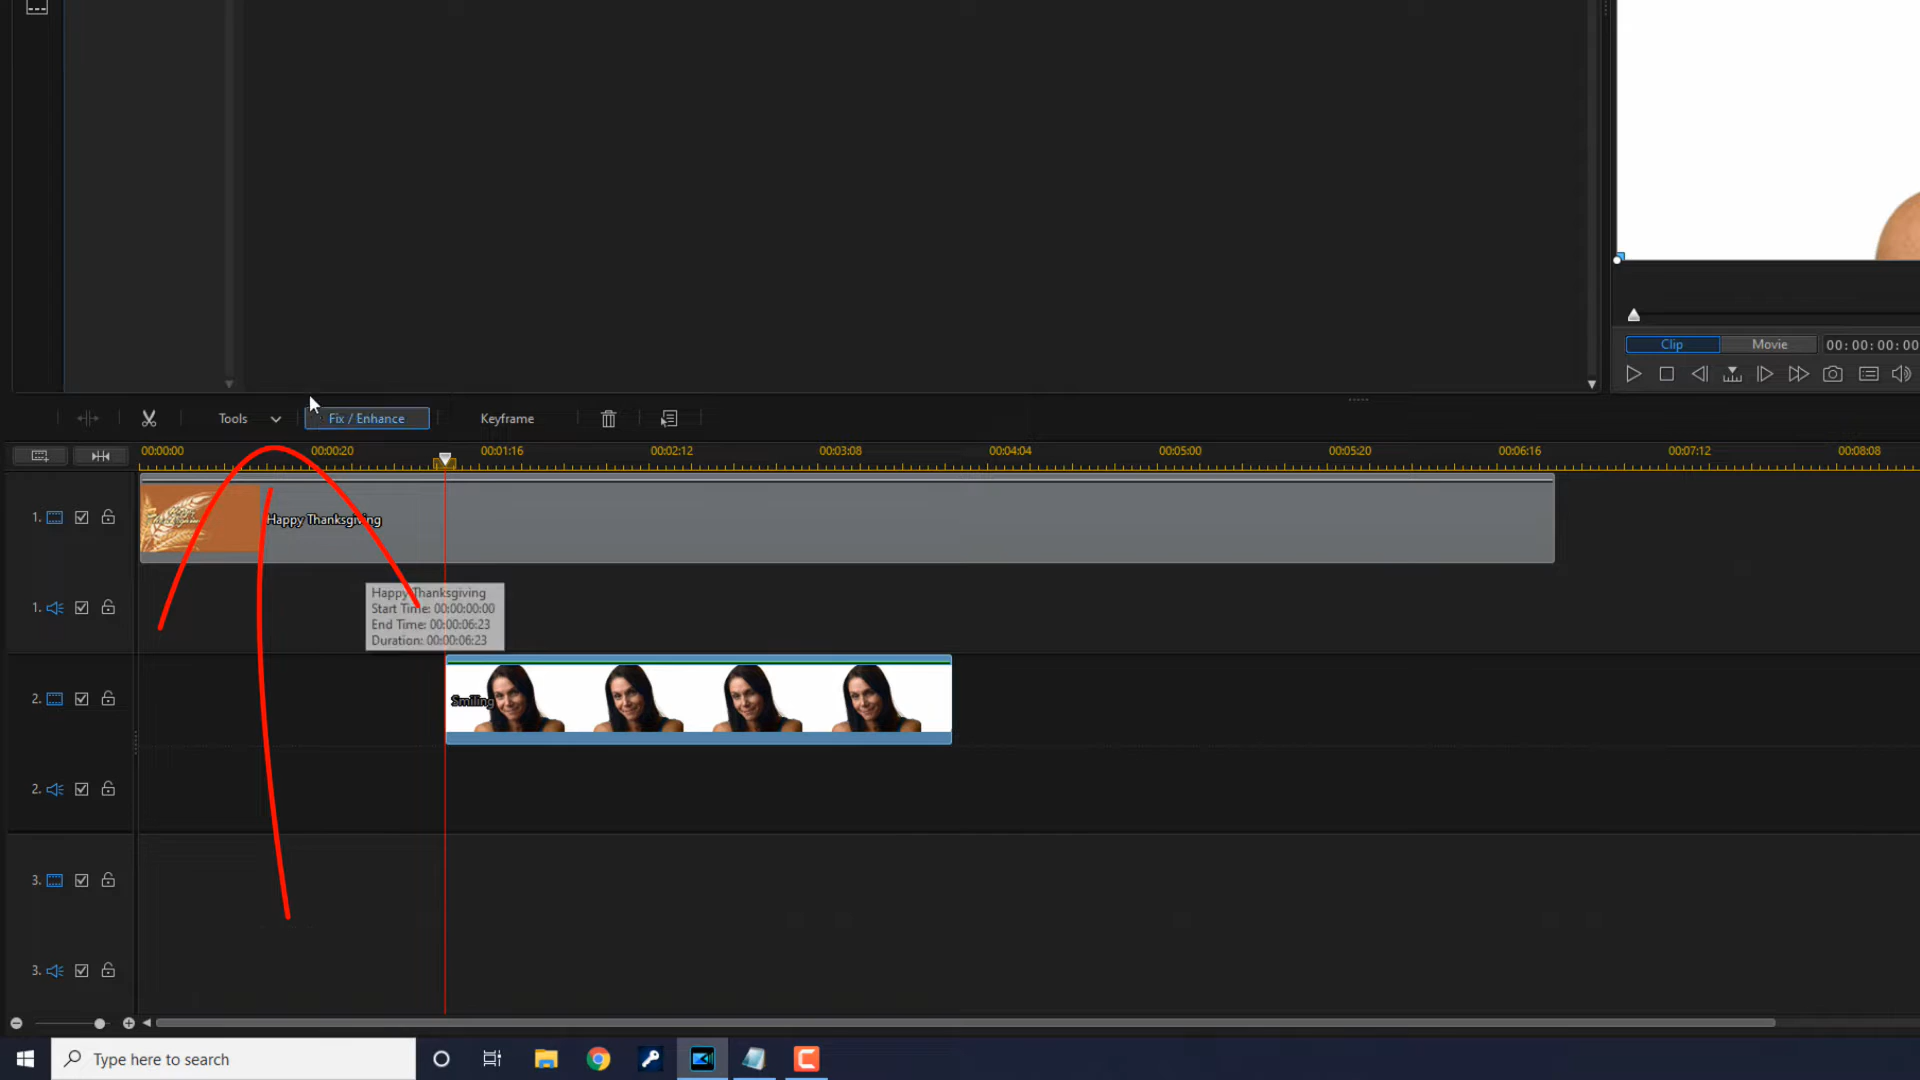 Clip
Movie
00:00:00:00
Tools
Fix / Enhance
Keyframe
00:00:00
00:00:20
00:01:16
00:02:12
00:03:08
00:04:04
00:05:00
00:05:20
00:06:16
00:07:12
00:08:08
1.
Happy Thanksgiving
1.
Happy Thanksgiving
Start Time: 00:00:00:00
End Time: 00:00:06:23
Duration: 00:00:06:23
2.
Smiling
2.
3.
3.
Type here to search